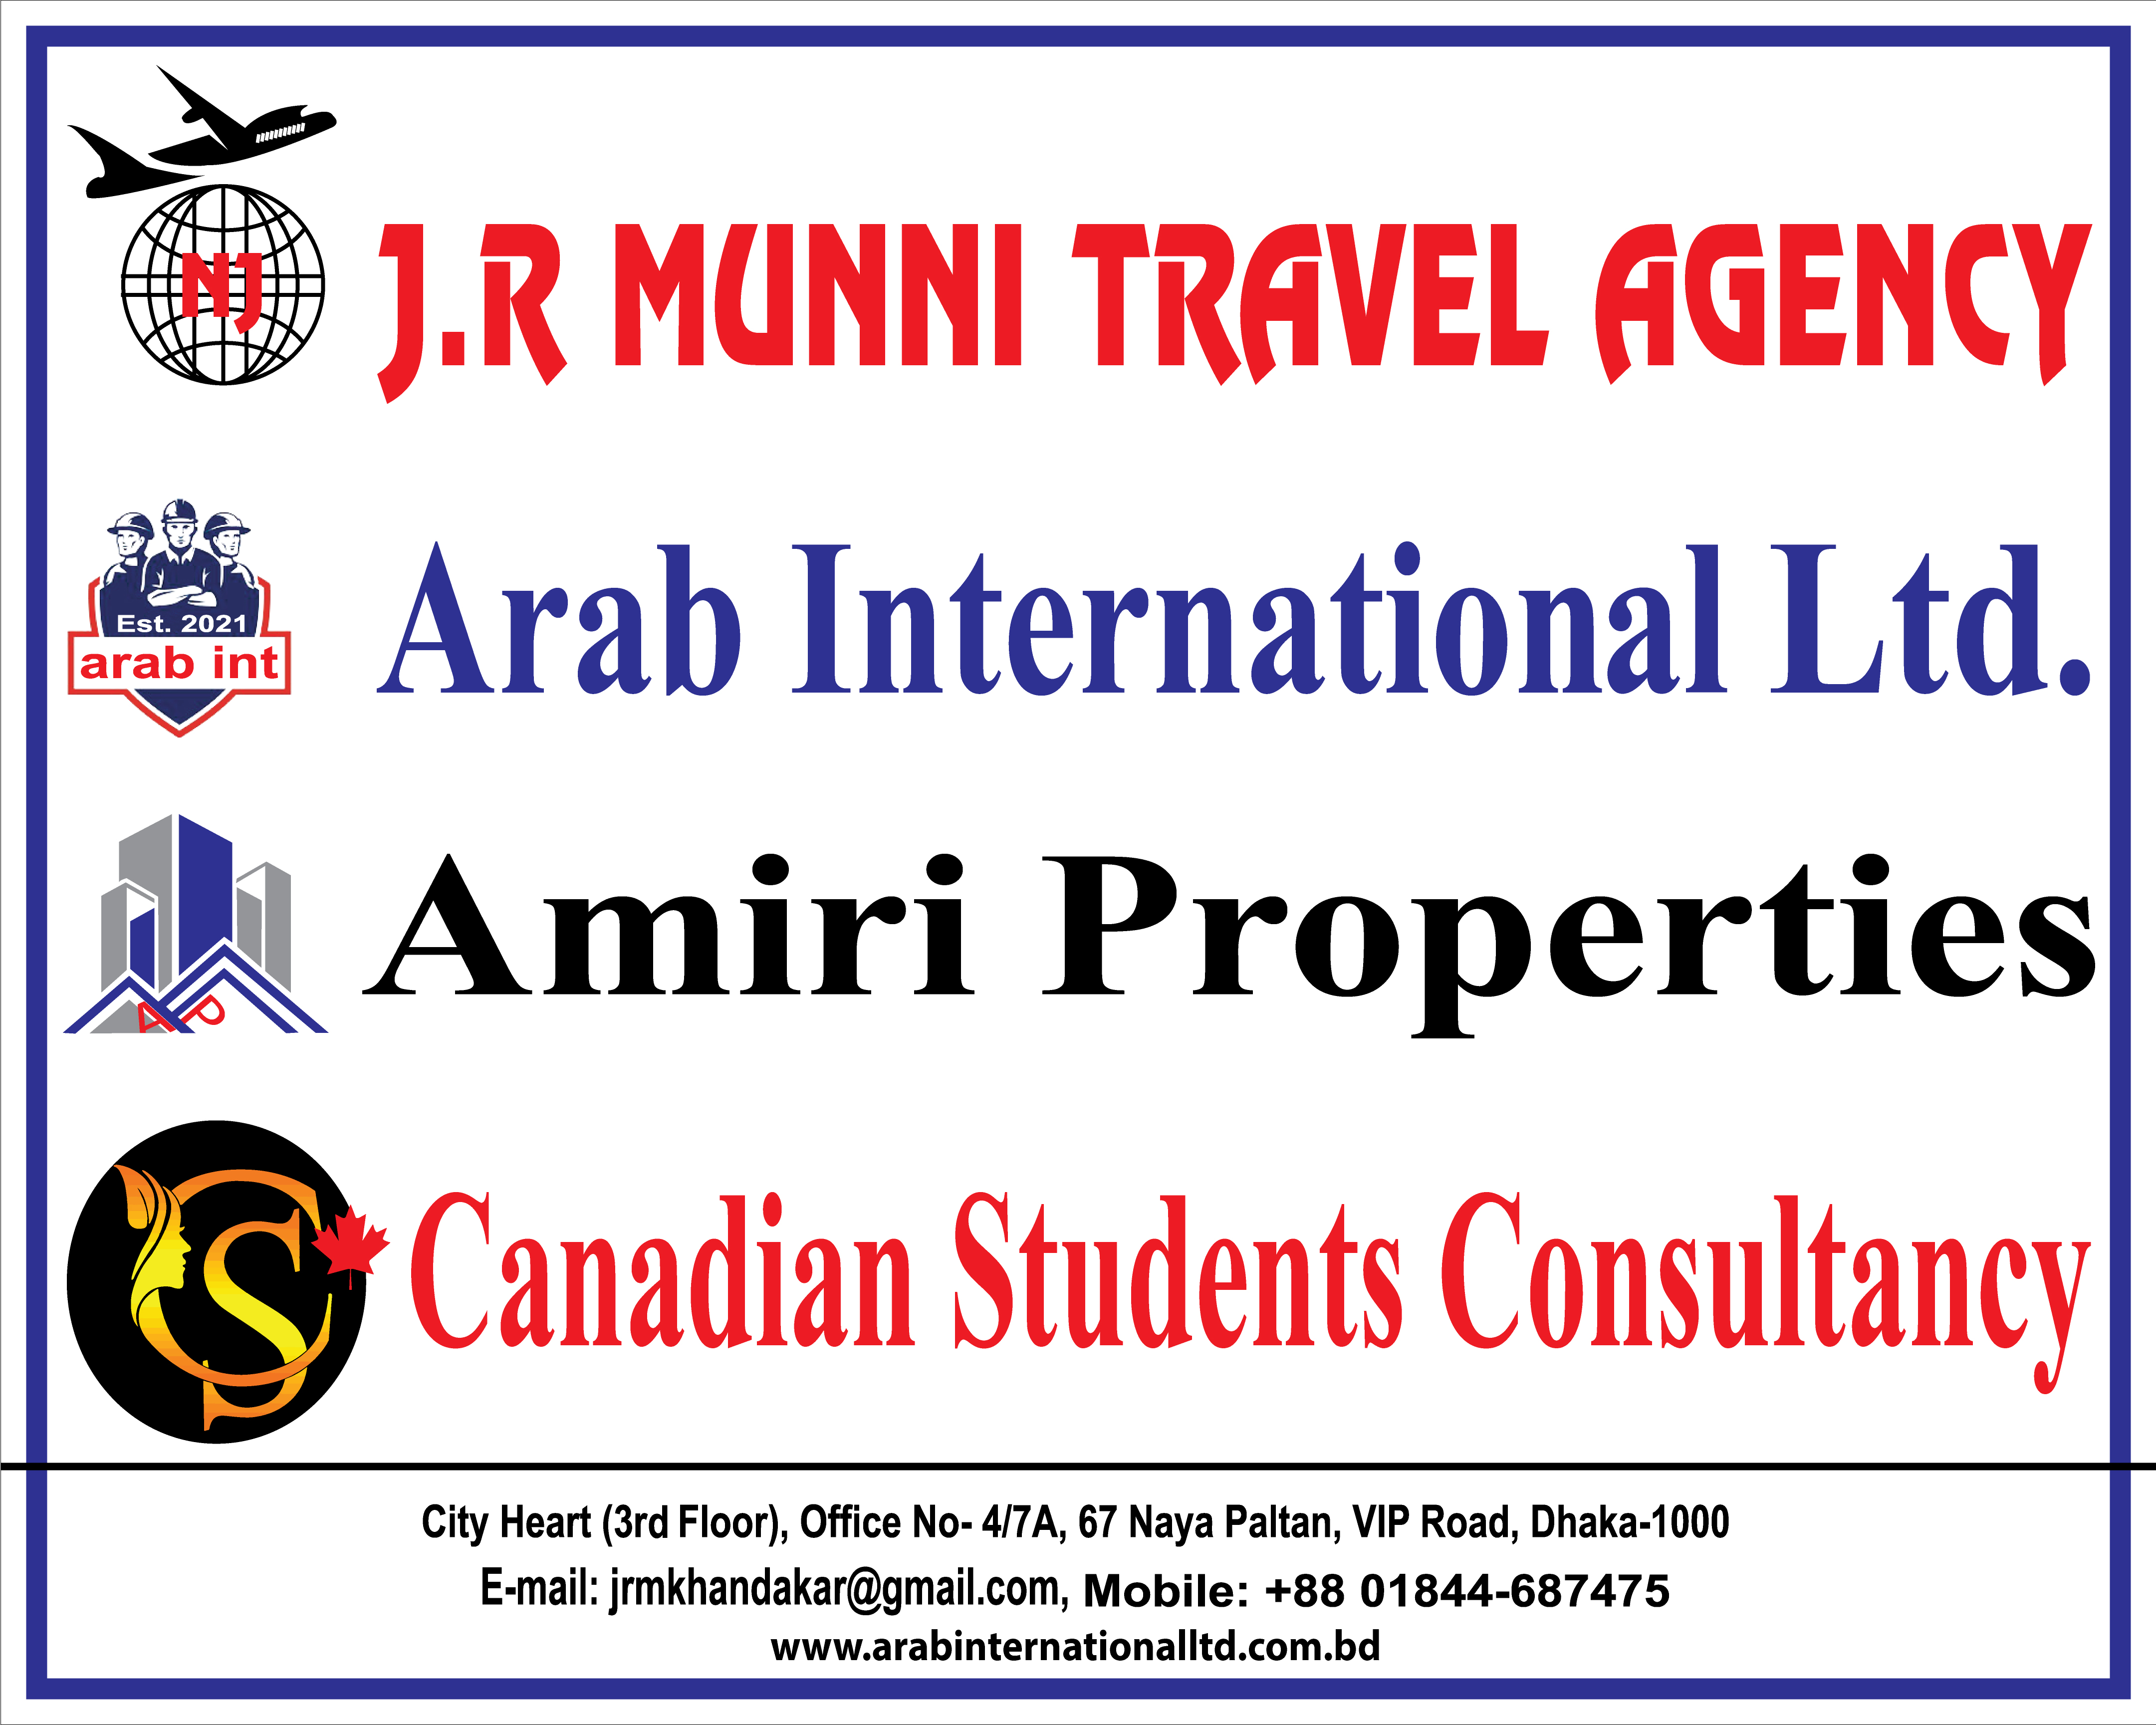 NJ
J.R MUNNI TRAVEL AGENCY
Est. 2021
arab int
Arab International Ltd.
AP
Amiri Properties
CSP
Canadian Students Consultancy
City Heart (3rd Floor), Office No- 4/7A, 67 Naya Paltan, VIP Road, Dhaka-1000
E-mail: jrmkhandakar@gmail.com, Mobile: +88 01844-687475
www.arabinternationalltd.com.bd